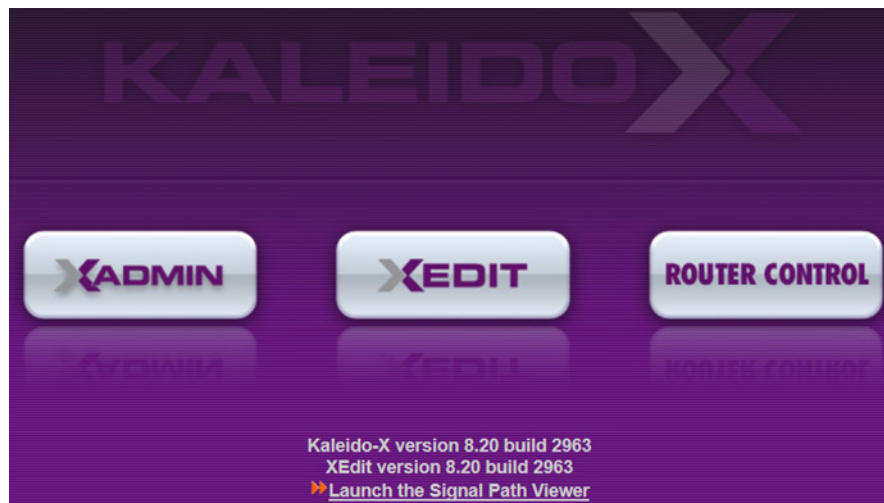 KALEIDOX
XADMIN
XEDIT
ROUTER CONTROL
Kaleido-X version 8.20 build 2963
XEdit version 8.20 build 2963
Launch the Signal Path Viewer